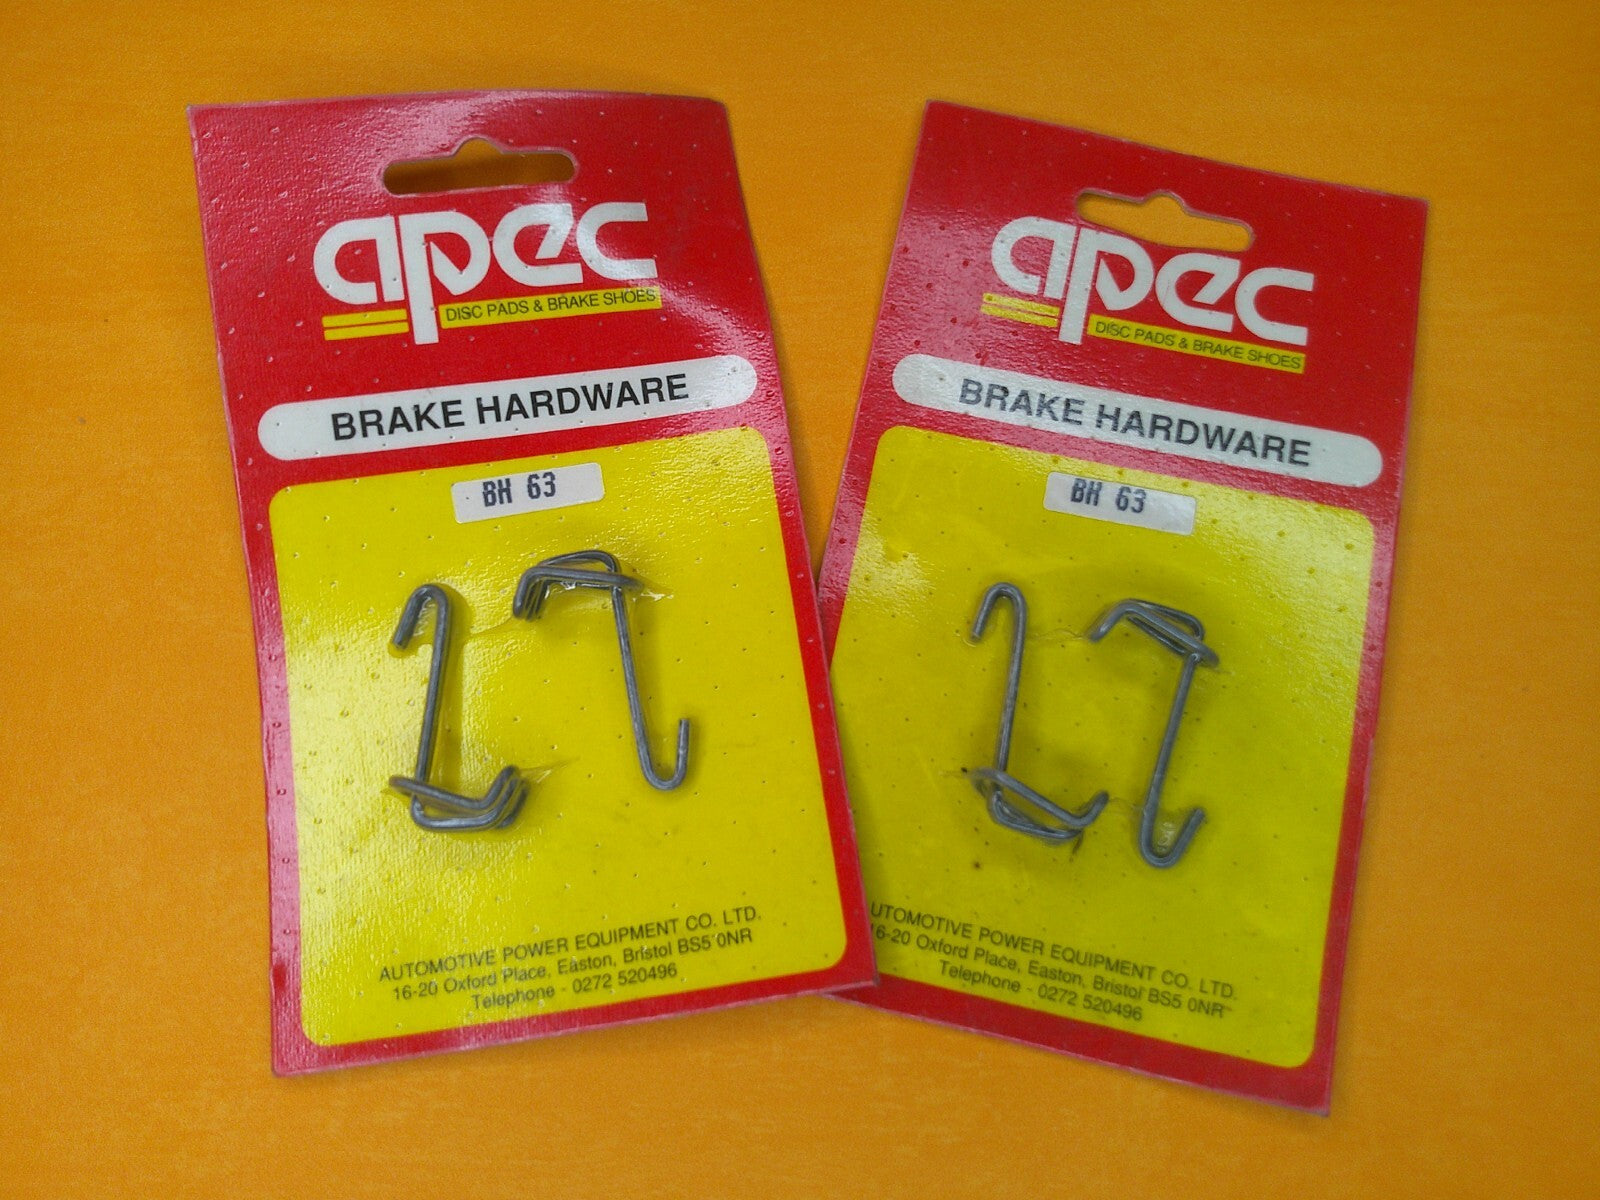 apec
DISC PADS & BRAKE SHOES
BRAKE HARDWARE
BH 63
AUTOMOTIVE POWER EQUIPMENT CO. LTD.
16-20 Oxford Place, Easton, Bristol BS5 0NR
Telephone - 0272 520496
apec
DISC PADS & BRAKE SHOES
BRAKE HARDWARE
BH 63
UTOMOTIVE POWER EQUIPMENT CO. LTD.
16-20 Oxford Place, Easton, Bristol BS5 0NR
Telephone - 0272 520496